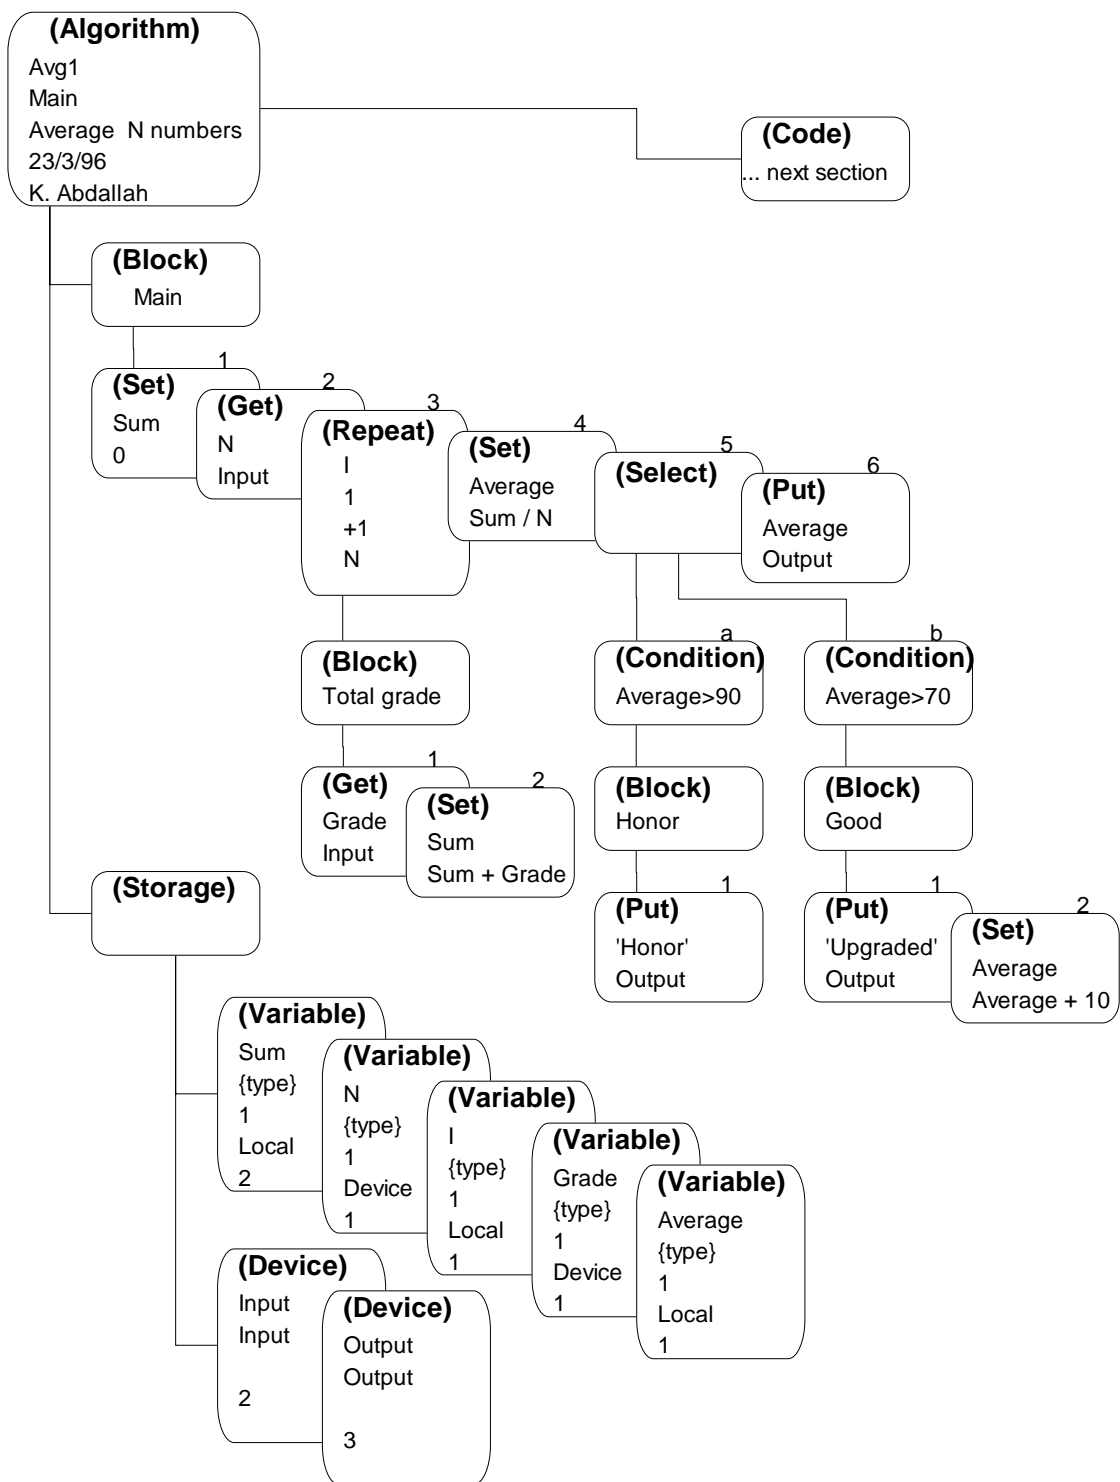 (Algorithm)
Avg1
Main
Average N numbers
23/3/96
K. Abdallah
(Code)
... next section
(Block)
Main
1
(Set)
Sum
0
2
(Get)
N
Input
3
(Repeat)
I
1
+1
N
4
(Set)
Average
Sum / N
5
(Select)
6
(Put)
Average
Output
(Block)
Total grade
1
(Get)
Grade
Input
2
(Set)
Sum
Sum + Grade
a
(Condition)
Average>90
(Block)
Honor
1
(Put)
'Honor'
Output
b
(Condition)
Average>70
(Block)
Good
1
(Put)
'Upgraded'
Output
2
(Set)
Average
Average + 10
(Storage)
(Variable)
Sum
{type}
1
Local
2
(Variable)
N
{type}
1
Device
1
(Variable)
I
{type}
1
Local
1
(Variable)
Grade
{type}
1
Device
1
(Variable)
Average
{type}
1
Local
1
(Device)
Input
Input
2
(Device)
Output
Output
3